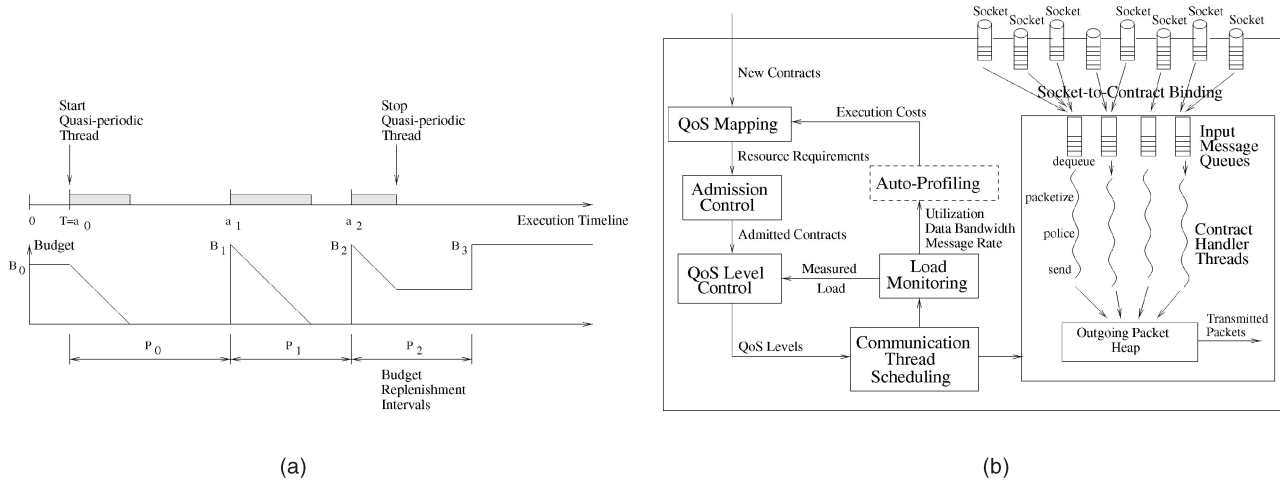 Start
Quasi-periodic
Thread
Stop
Quasi-periodic
Thread
0
T=a 0
a 1
a 2
Execution Timeline
Budget
B 0
B 1
B 2
B 3
P 0
P 1
P 2
Budget
Replenishment
Intervals
(a)
Socket
Socket
Socket
Socket
Socket
Socket
Socket
Socket-to-Contract Binding
New Contracts
QoS Mapping
Execution Costs
Resource Requirements
Auto-Profiling
Admission
Control
Utilization
Data Bandwidth
Message Rate
Admitted Contracts
QoS Level
Control
Measured
Load
Load
Monitoring
QoS Levels
Communication
Thread
Scheduling
Input
Message
Queues
dequeue
packetize
police
send
Contract
Handler
Threads
Outgoing Packet
Heap
Transmitted
Packets
(b)